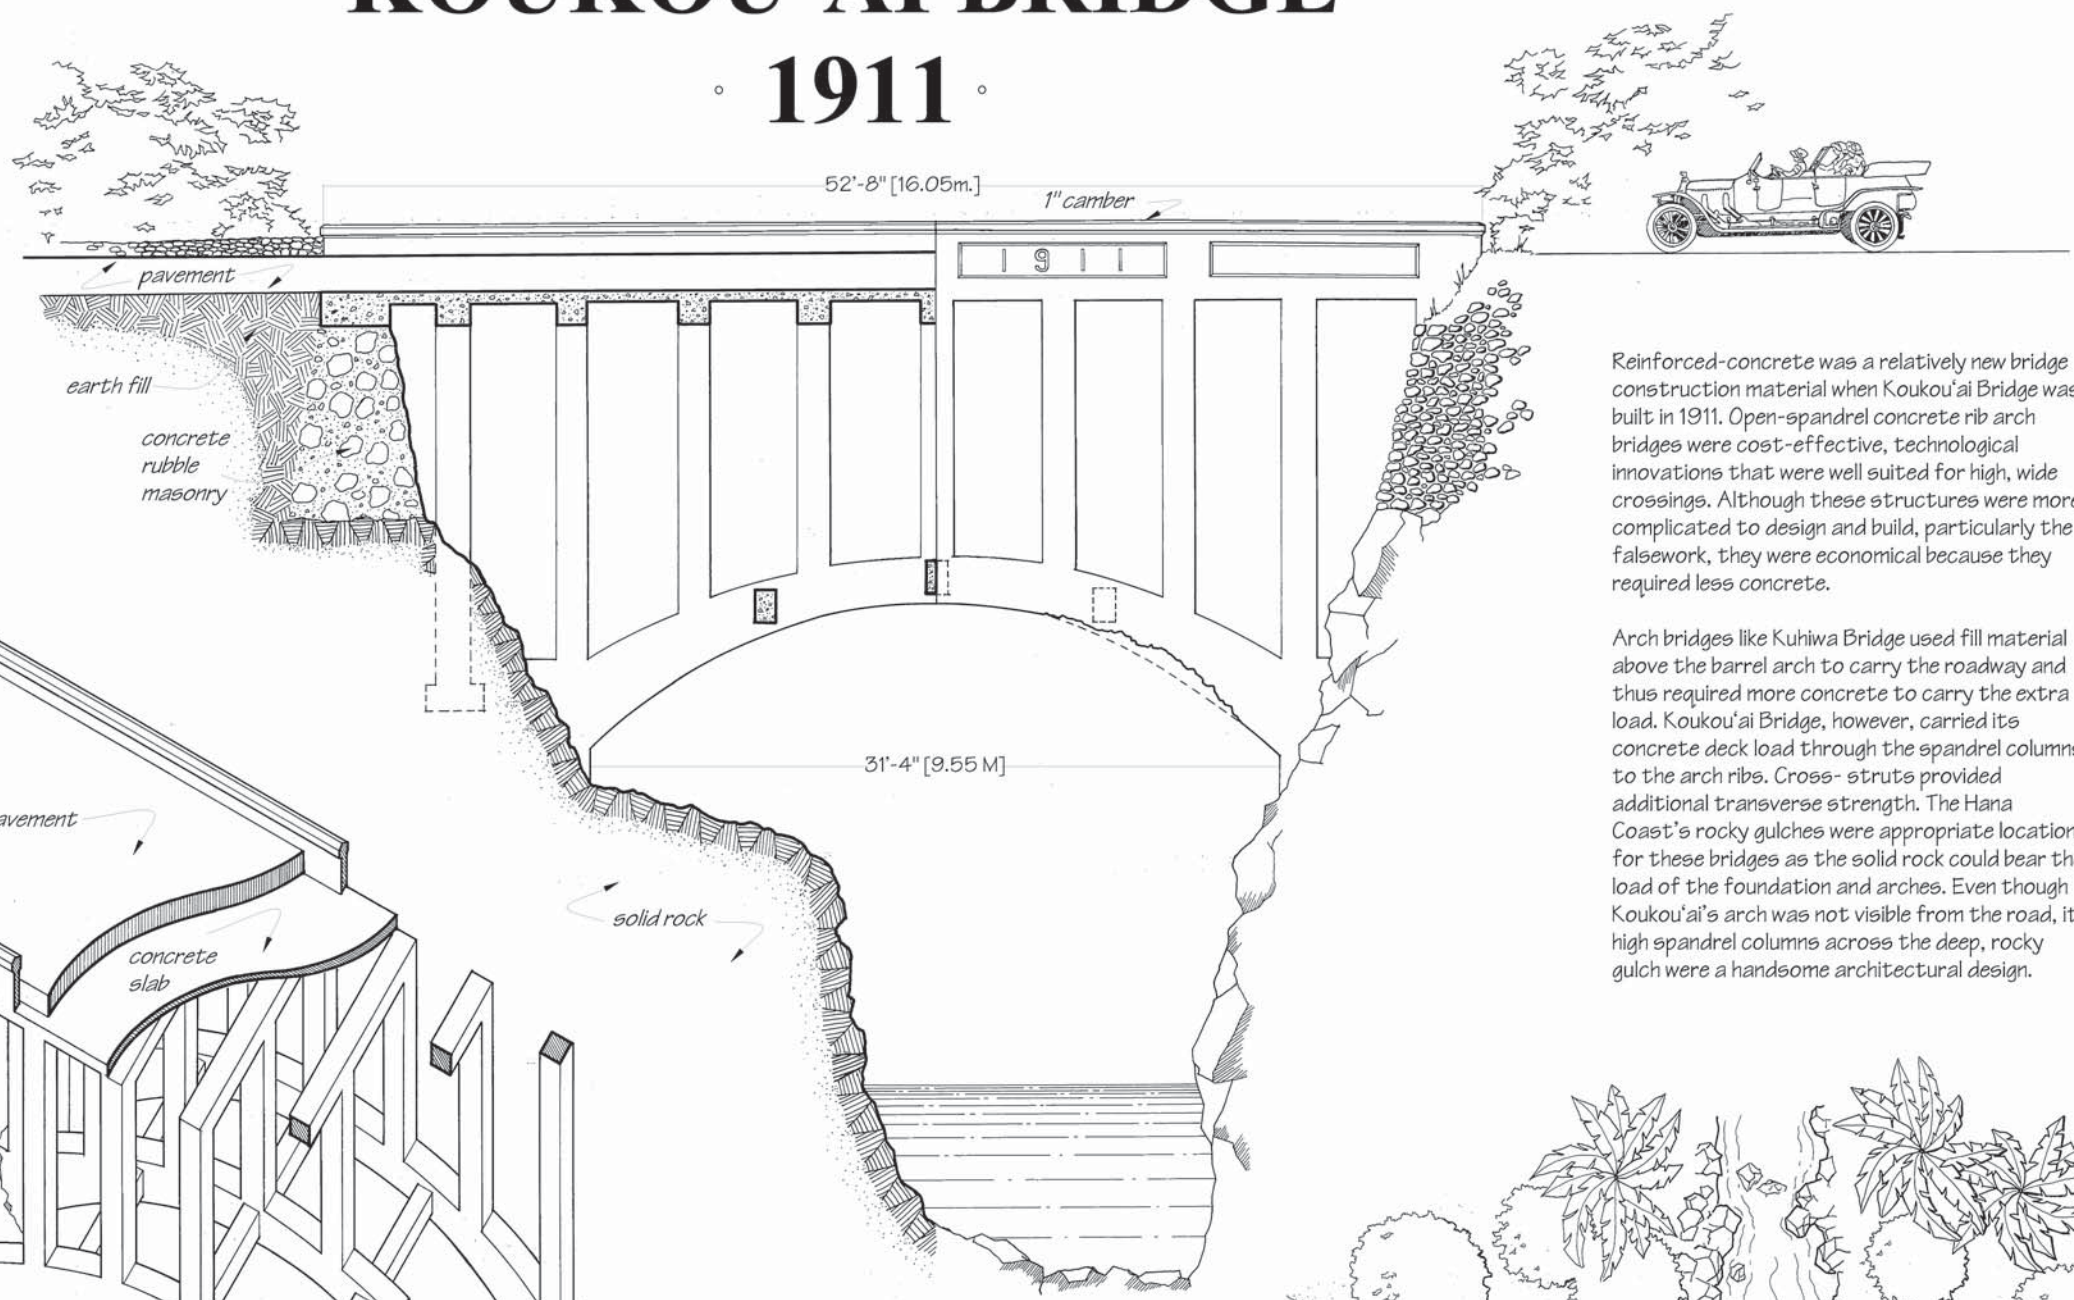 KOUKOU‘AI BRIDGE
1911
52'-8" [16.05m.]
1" camber
1911
pavement
earth fill
concrete
rubble
masonry
31'-4" [9.55 M]
solid rock
avement
concrete
slab
Reinforced-concrete was a relatively new bridge
construction material when Koukou‘ai Bridge was
built in 1911. Open-spandrel concrete rib arch
bridges were cost-effective, technological
innovations that were well suited for high, wide
crossings. Although these structures were more
complicated to design and build, particularly the
falsework, they were economical because they
required less concrete.
Arch bridges like Kuhiwa Bridge used fill material
above the barrel arch to carry the roadway and
thus required more concrete to carry the extra
load. Koukou‘ai Bridge, however, carried its
concrete deck load through the spandrel columns
to the arch ribs. Cross- struts provided
additional transverse strength. The Hana
Coast's rocky gulches were appropriate location
for these bridges as the solid rock could bear th
load of the foundation and arches. Even though
Koukou‘ai's arch was not visible from the road, it
high spandrel columns across the deep, rocky
gulch were a handsome architectural design.